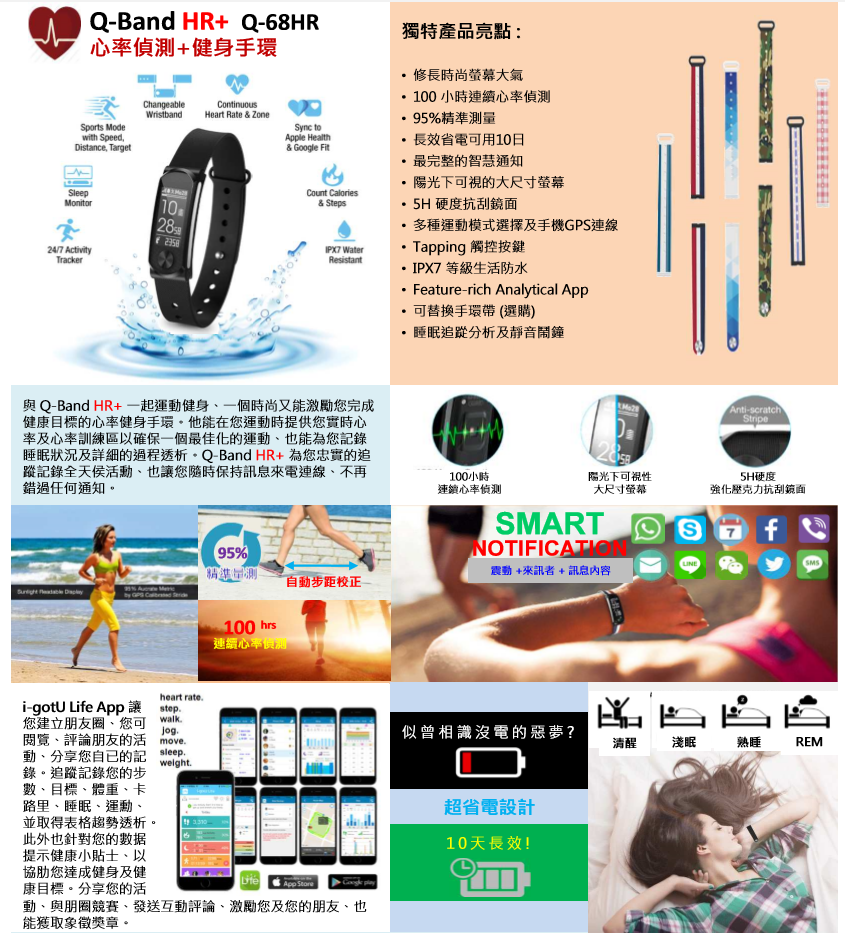 Q-Band HR+ Q-68HR
心率偵測+健身手環
Changeable
Wristband
Continuous
Heart Rate & Zone
Sports Mode
with Speed,
Distance, Target
Sync to
Apple Health
& Google Fit
Sleep
Monitor
Count Calories
& Steps
24/7 Activity
Tracker
IPX7 Water
Resistant
獨特產品亮點 :
• 修長時尚螢幕大氣
• 100 小時連續心率偵測
• 95%精準測量
• 長效省電可用10日
• 最完整的智慧通知
• 陽光下可視的大尺寸螢幕
• 5H 硬度抗刮鏡面
• 多種運動模式選擇及手機GPS連線
• Tapping 觸控按鍵
• IPX7 等級生活防水
• Feature-rich Analytical App
• 可替換手環帶 (選購)
• 睡眠追蹤分析及靜音鬧鐘
與 Q-Band HR+ 一起運動健身、一個時尚又能激勵您完成
健康目標的心率健身手環。他能在您運動時提供您實時心
率及心率訓練區以確保一個最佳化的運動、也能為您記錄
睡眠狀況及詳細的過程透析。Q-Band HR+ 為您忠實的追
蹤記錄全天侯活動、也讓您隨時保持訊息來電連線、不再
錯過任何通知。
100小時
連續心率偵測
陽光下可視性
大尺寸螢幕
Anti-scratch
Stripe
5H硬度
強化壓克力抗刮鏡面
Sunlight Readable Display
by GPS Calibrated Stride
95%
精準量測
自動步距校正
100 hrs
連續心率偵測
SMART
NOTIFICATION
震動 +來訊者 + 訊息內容
7
LINE
SMS
i-gotU Life App 讓
您建立朋友圈、您可
閱覽、評論朋友的活
動、分享您自已的記
錄。追蹤記錄您的步
數、目標、體重、卡
路里、睡眠、運動、
並取得表格趨勢透析。
此外也針對您的數据
提示健康小貼士、以
協助您達成健身及健
康目標。分享您的活
動、與朋圈競賽、發送互動評論、激勵您及您的朋友、也
能獲取象徵獎章。
heart rate.
step.
walk.
jog.
move.
sleep.
weight.
Life
App Store
Google play
似曾相識沒電的惡夢?
超省電設計
10天長效!
清醒
淺眠
熟睡
REM